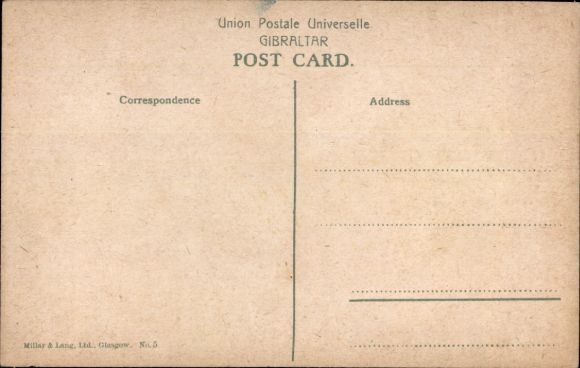 Union Postale Universelle
GIBRALTAR
POST CARD.
Correspondence
Address
Millar & Lang, Ltd., Glasgow. No. 5